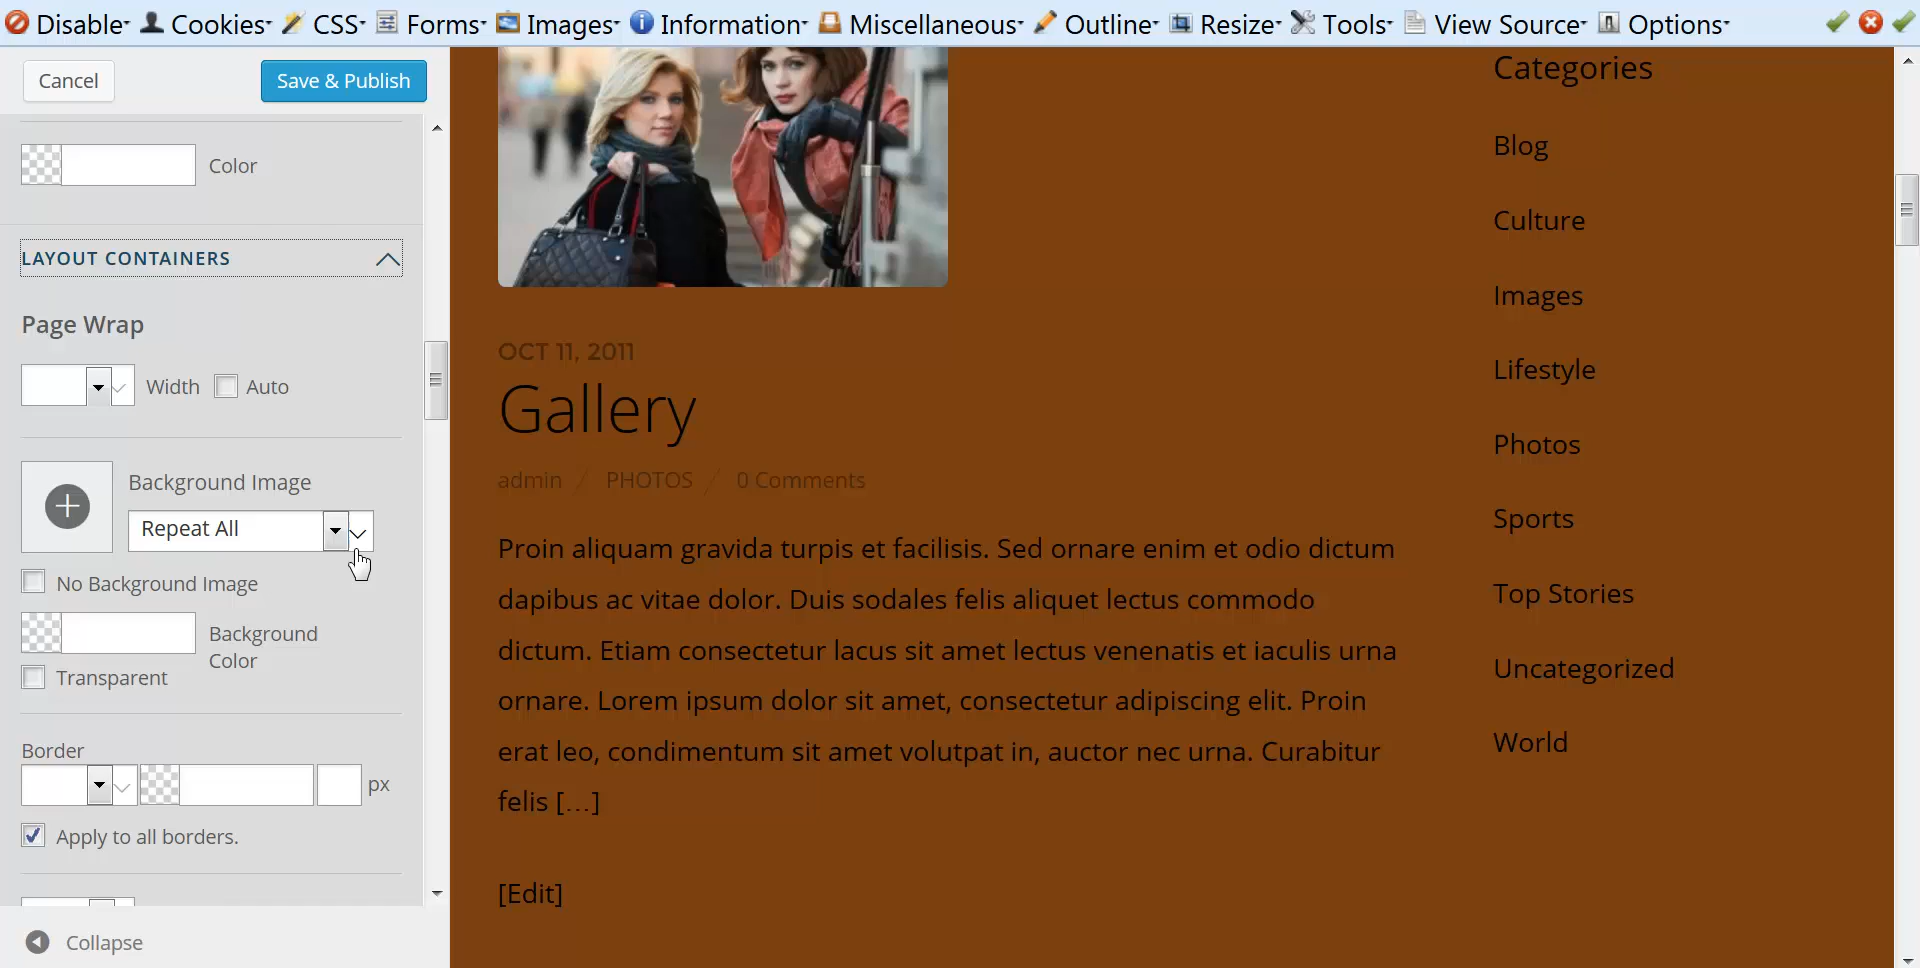 Disable Cookies CSS Forms Images Information Miscellaneous Outline Resize Tools View Source Options
Cancel
Save & Publish
Color
LAYOUT CONTAINERS
Page Wrap
Width
Auto
Background Image
Repeat All
No Background Image
Background
Color
Transparent
Border
px
Apply to all borders.
Collapse
OCT 11, 2011
Gallery
admin / PHOTOS / 0 Comments
Proin aliquam gravida turpis et facilisis. Sed ornare enim et odio dictum
dapibus ac vitae dolor. Duis sodales felis aliquet lectus commodo
dictum. Etiam consectetur lacus sit amet lectus venenatis et iaculis urna
ornare. Lorem ipsum dolor sit amet, consectetur adipiscing elit. Proin
erat leo, condimentum sit amet volutpat in, auctor nec urna. Curabitur
felis […]
[Edit]
Categories
Blog
Culture
Images
Lifestyle
Photos
Sports
Top Stories
Uncategorized
World